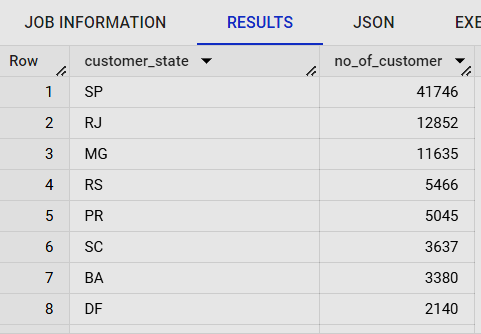 JOB INFORMATION RESULTS JSON EXE
Row customer_state no_of_customer
1 SP 41746
2 RJ 12852
3 MG 11635
4 RS 5466
5 PR 5045
6 SC 3637
7 BA 3380
8 DF 2140